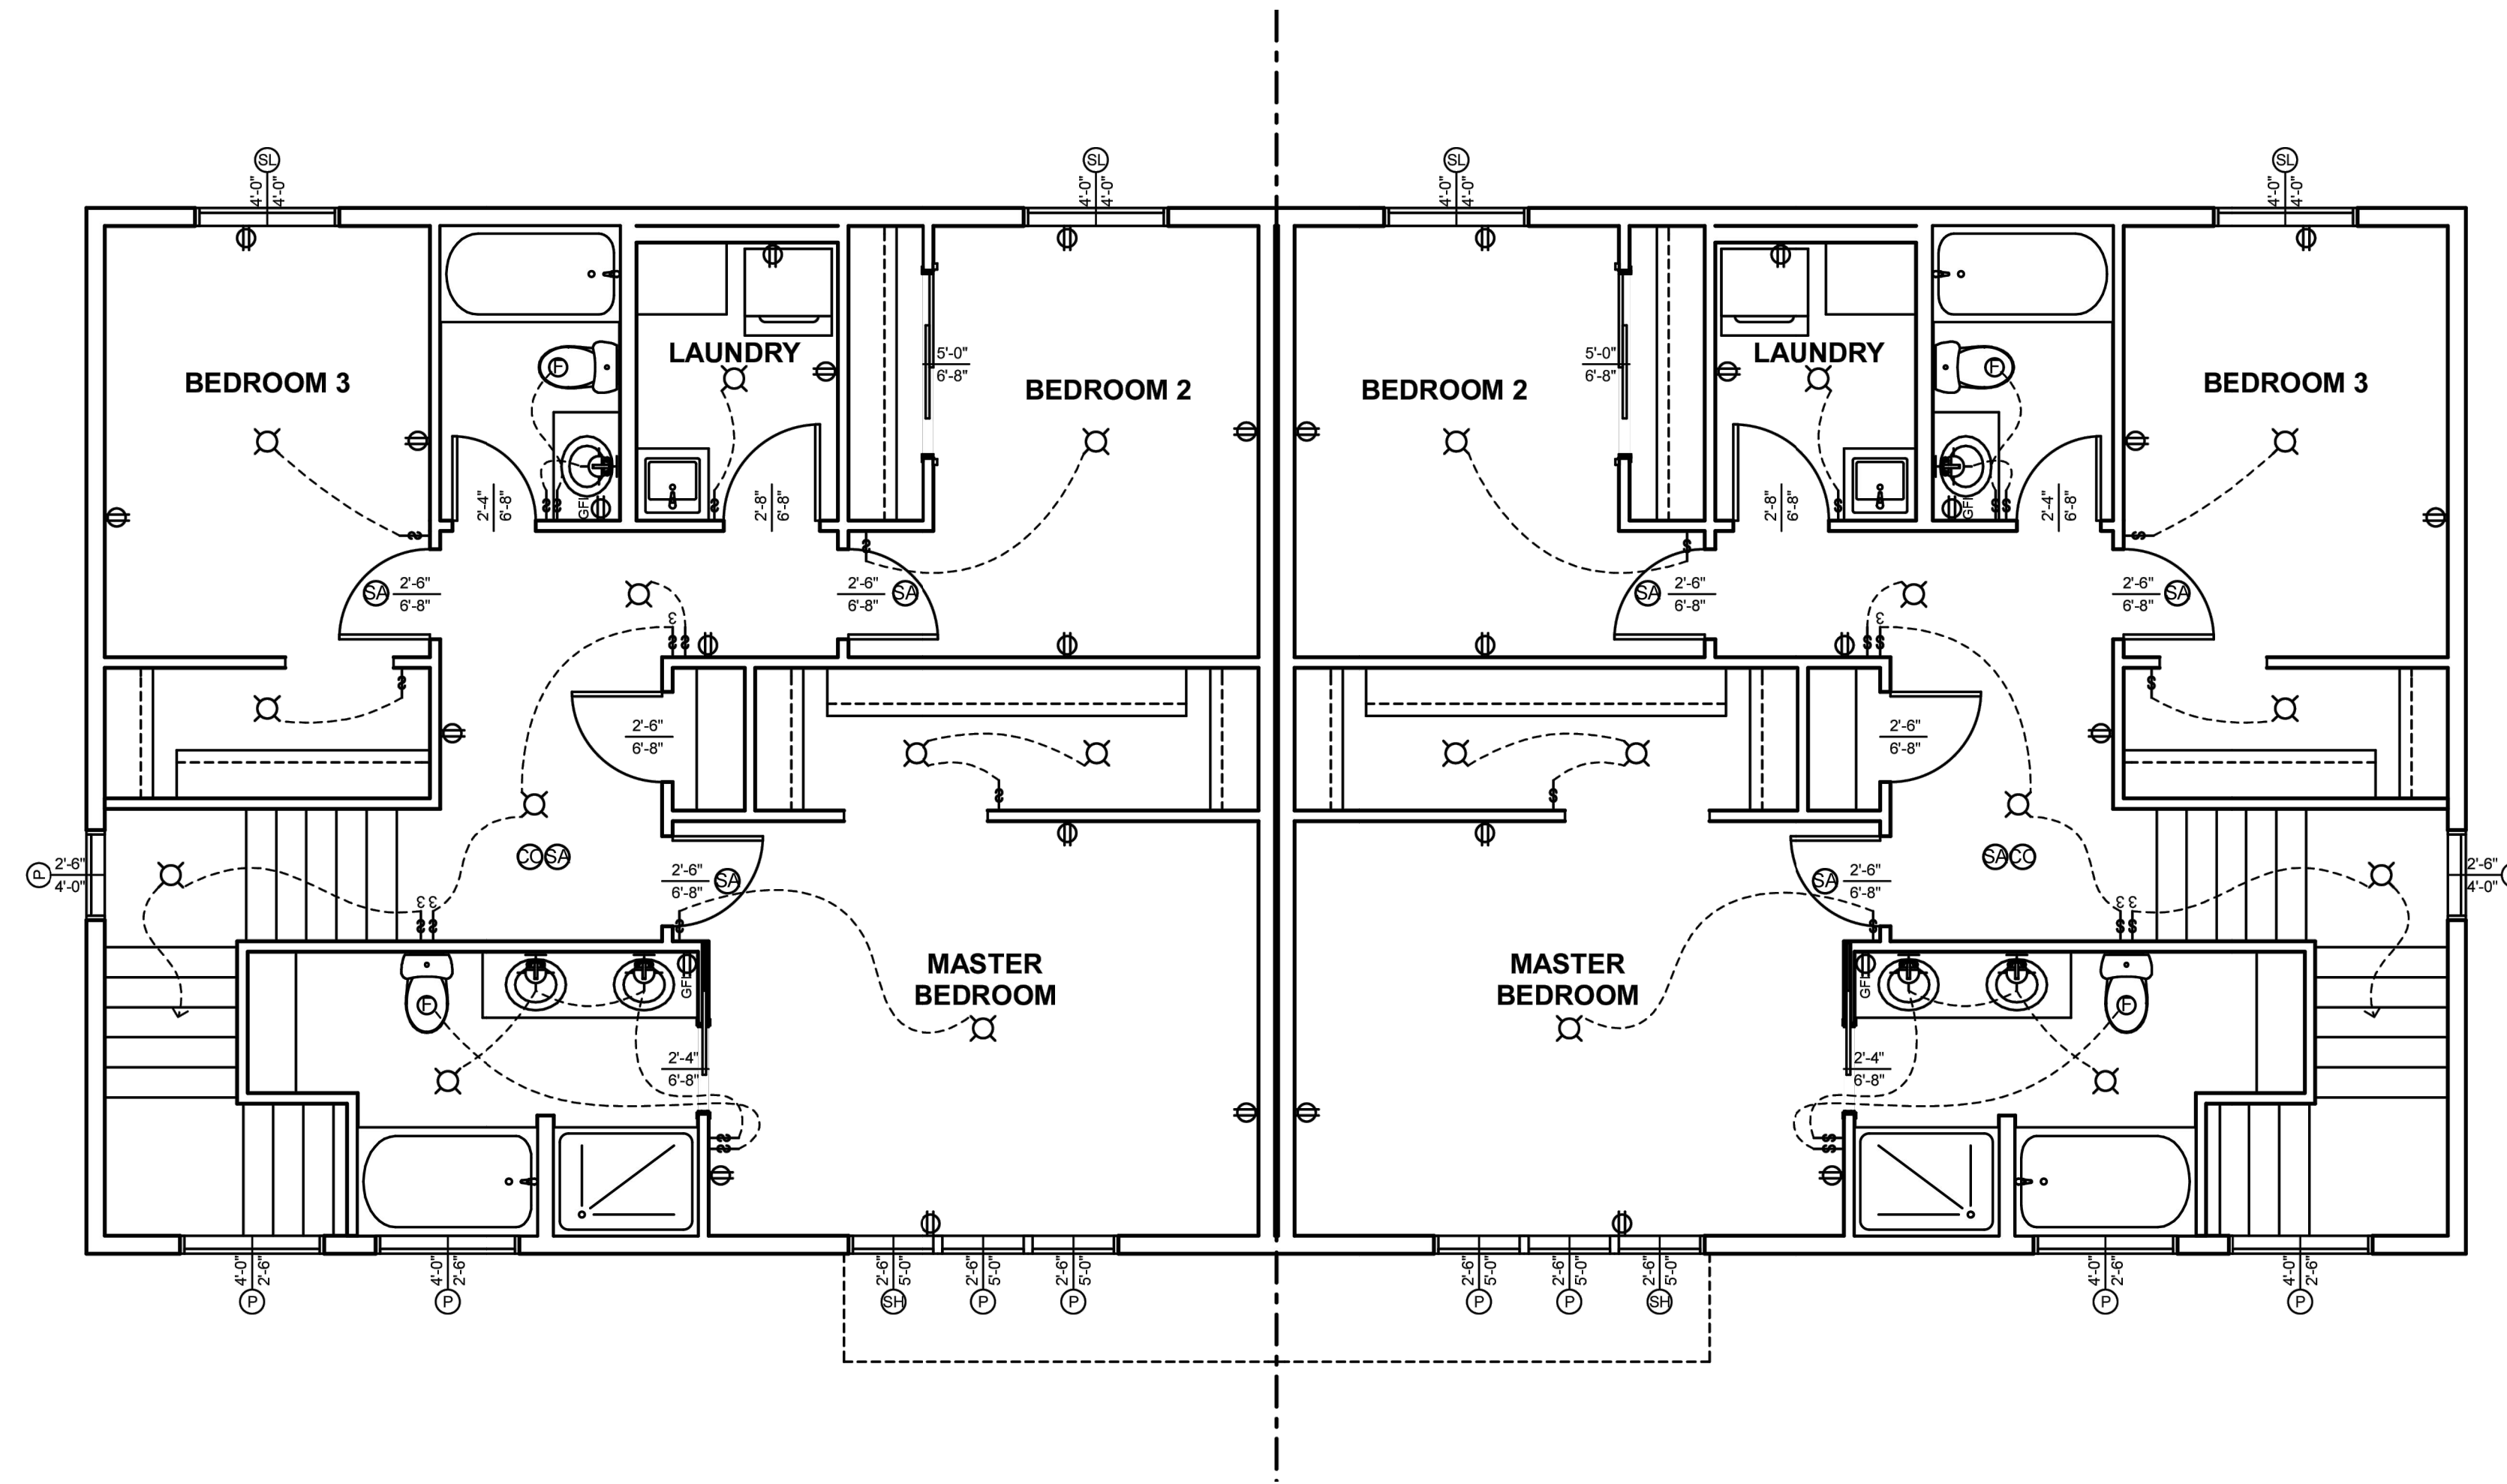 SL SL SL SL
4'-0" 4'-0" 4'-0" 4'-0" 4'-0" 4'-0" 4'-0" 4'-0"
LAUNDRY 5'-0" 5'-0" LAUNDRY
F 6'-8" 6'-8" F
BEDROOM 3 BEDROOM 2 BEDROOM 2 BEDROOM 3
2'-4" 6'-8" GFI 2'-8" 6'-8" 2'-8" 6'-8" GFI 2'-4" 6'-8"
S S S S S S S S
S S S S
SA 2'-6" 2'-6" SA SA 2'-6" 2'-6" SA
6'-8" 6'-8" 6'-8" 6'-8"
3 3
S S S S
S S
2'-6" 2'-6"
6'-8" 6'-8"
S S
CO SA SA CO
P 2'-6" 2'-6" SA SA 2'-6" 2'-6"
4'-0" 6'-8" 6'-8" 4'-0"
3 3 3 3
S S S S S S
MASTER MASTER
BEDROOM BEDROOM
F GFI GFI F
2'-4" 2'-4"
6'-8" 6'-8"
S S
S S
4'-0" 2'-6" 4'-0" 2'-6" 2'-6" 5'-0" 2'-6" 5'-0" 2'-6" 5'-0" 2'-6" 5'-0" 2'-6" 5'-0" 2'-6" 5'-0" 4'-0" 2'-6" 4'-0" 2'-6"
P P SH P P P P SH P P